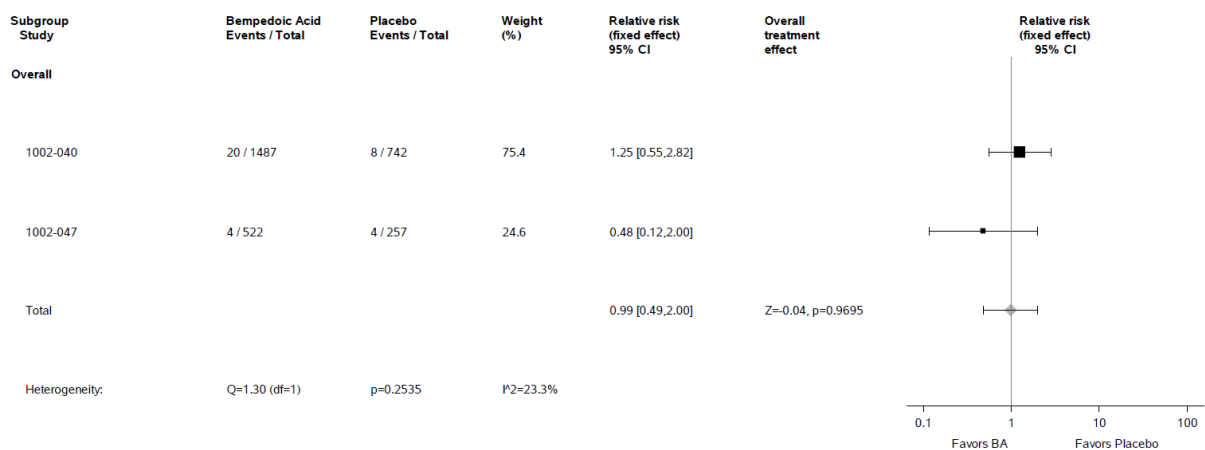 Subgroup Bempedoic Acid Placebo Weight Relative risk Overall Relative risk
Study Events / Total Events / Total (%) (fixed effect) treatment (fixed effect)
95% CI effect 95% CI
Overall
1002-040 20 / 1487 8 / 742 75.4 1.25 [0.55,2.82]
1002-047 4 / 522 4 / 257 24.6 0.48 [0.12,2.00]
Total 0.99 [0.49,2.00] Z=-0.04, p=0.9695
Heterogeneity: Q=1.30 (df=1) p=0.2535 I^2=23.3%
0.1 1 10 100
Favors BA Favors Placebo